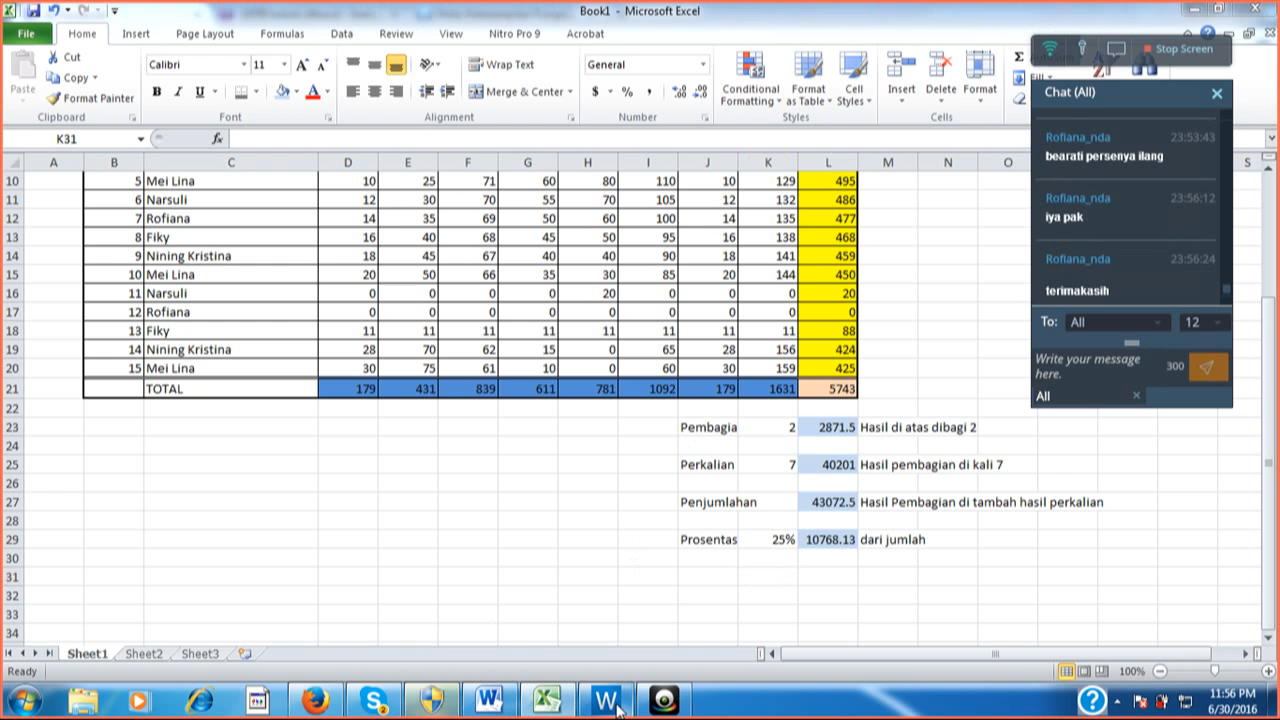 Book1 - Microsoft Excel
File Home Insert Page Layout Formulas Data Review View Nitro Pro 9 Acrobat
Stop Screen
Paste
Cut
Copy
Format Painter
Clipboard
Calibri 11
B I U
Font
Wrap Text
Merge & Center
Alignment
General
$ % ,
Number
Conditional Formatting
Format as Table
Cell Styles
Styles
Insert Delete Format
Cells
K31 fx
A B C D E F G H I J K L M N O S
10 5 Mei Lina 10 25 71 60 80 110 10 129 495
11 6 Narsuli 12 30 70 55 70 105 12 132 486
12 7 Rofiana 14 35 69 50 60 100 14 135 477
13 8 Fiky 16 40 68 45 50 95 16 138 468
14 9 Nining Kristina 18 45 67 40 40 90 18 141 459
15 10 Mei Lina 20 50 66 35 30 85 20 144 450
16 11 Narsuli 0 0 0 0 20 0 0 0 20
17 12 Rofiana 0 0 0 0 0 0 0 0 0
18 13 Fiky 11 11 11 11 11 11 11 11 88
19 14 Nining Kristina 28 70 62 15 0 65 28 156 424
20 15 Mei Lina 30 75 61 10 0 60 30 159 425
21 TOTAL 179 431 839 611 781 1092 179 1631 5743
22
23 Pembagia 2 2871.5 Hasil di atas dibagi 2
24
25 Perkalian 7 40201 Hasil pembagian di kali 7
26
27 Penjumlahan 43072.5 Hasil Pembagian di tambah hasil perkalian
28
29 Prosentas 25% 10768.13 dari jumlah
30
31
32
33
34
Chat (All)
Rofiana_nda 23:53:43
bearati persenya ilang
Rofiana_nda 23:56:12
iya pak
Rofiana_nda 23:56:24
terimakasih
To: All 12
Write your message here. 300
All
Sheet1 Sheet2 Sheet3
Ready 100%
11:56 PM
6/30/2016